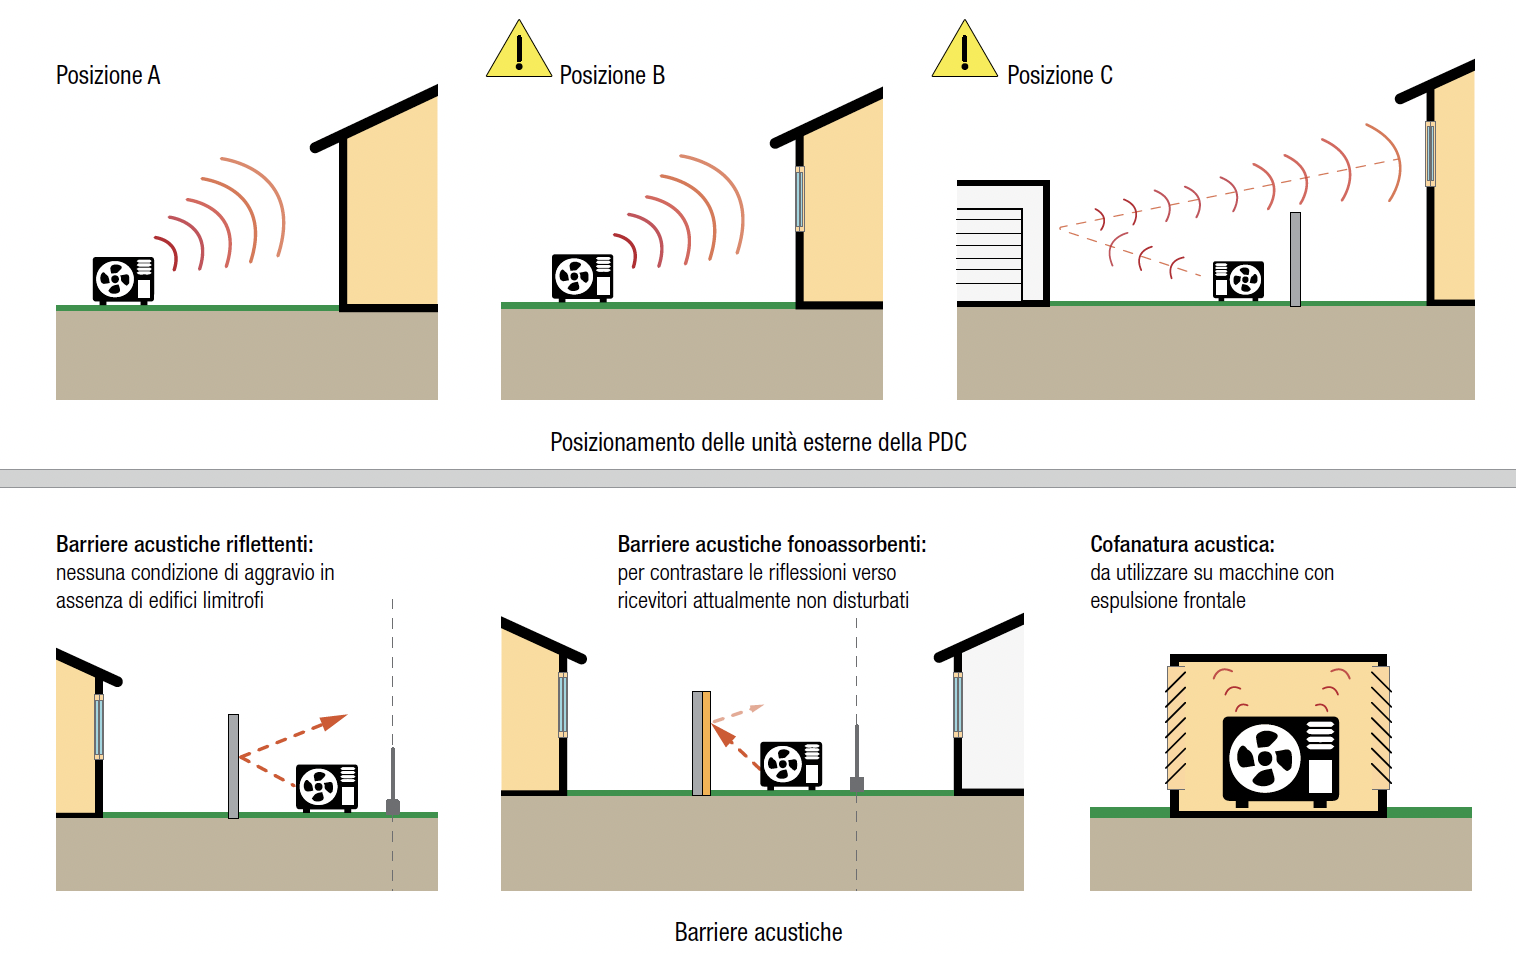 Posizione A
Posizione B
Posizione C
Posizionamento delle unità esterne della PDC
Barriere acustiche riflettenti:
nessuna condizione di aggravio in
assenza di edifici limitrofi
Barriere acustiche fonoassorbenti:
per contrastare le riflessioni verso
ricevitori attualmente non disturbati
Cofanatura acustica:
da utilizzare su macchine con
espulsione frontale
Barriere acustiche